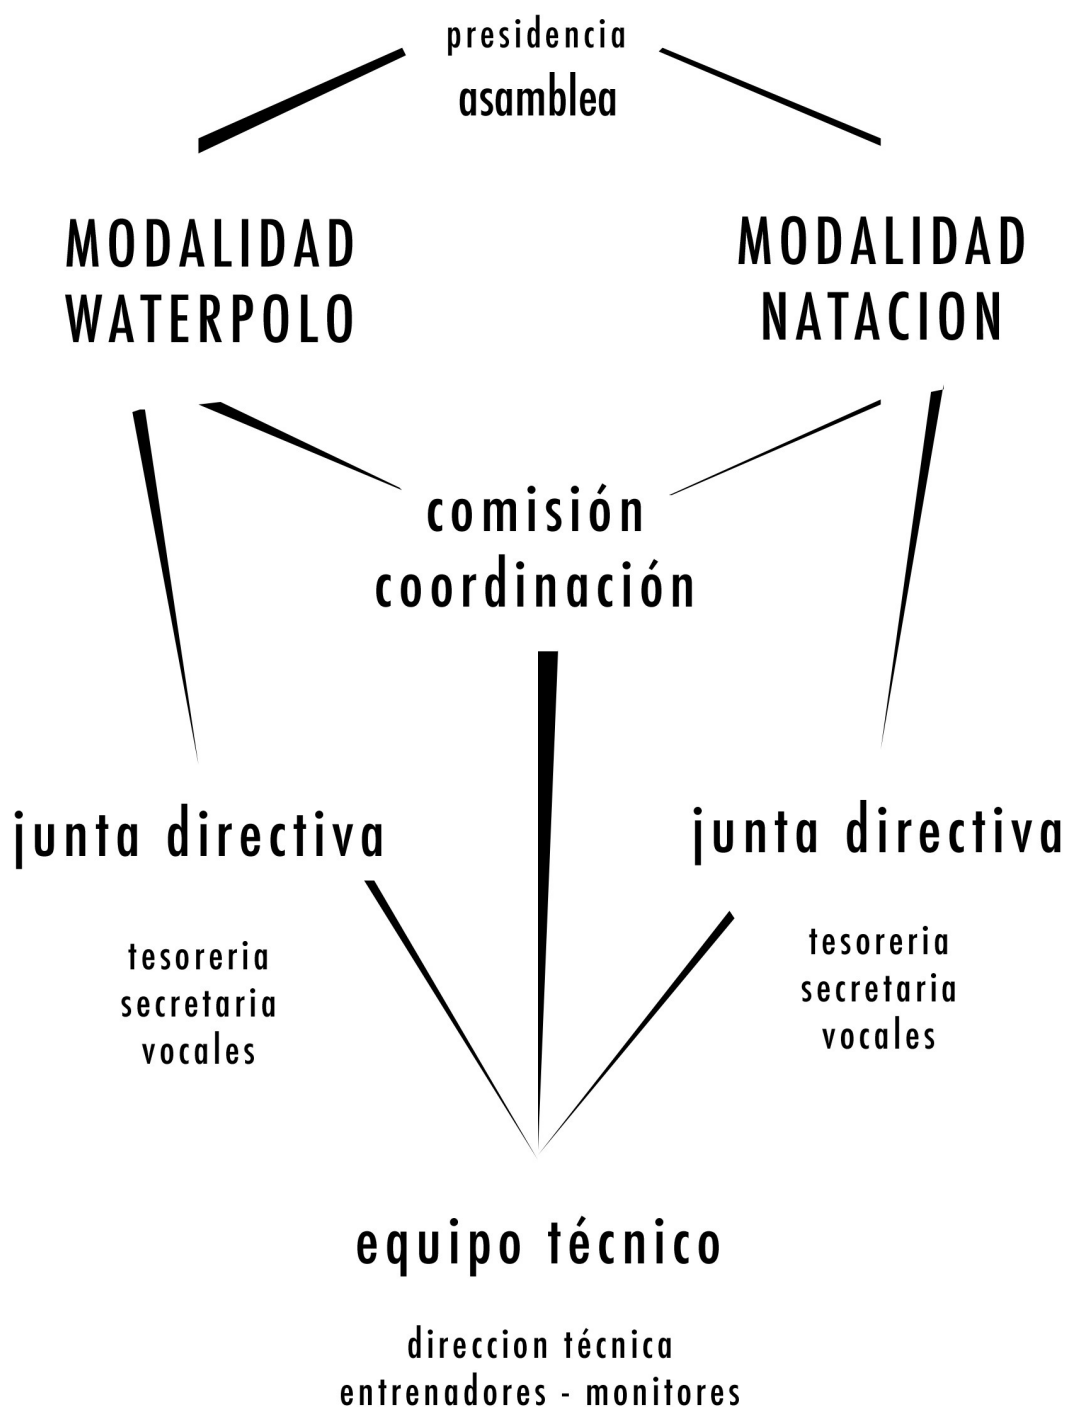 presidencia
asamblea
MODALIDAD
WATERPOLO
MODALIDAD
NATACION
comisión
coordinación
junta directiva
tesoreria
secretaria
vocales
junta directiva
tesoreria
secretaria
vocales
equipo técnico
direccion técnica
entrenadores - monitores